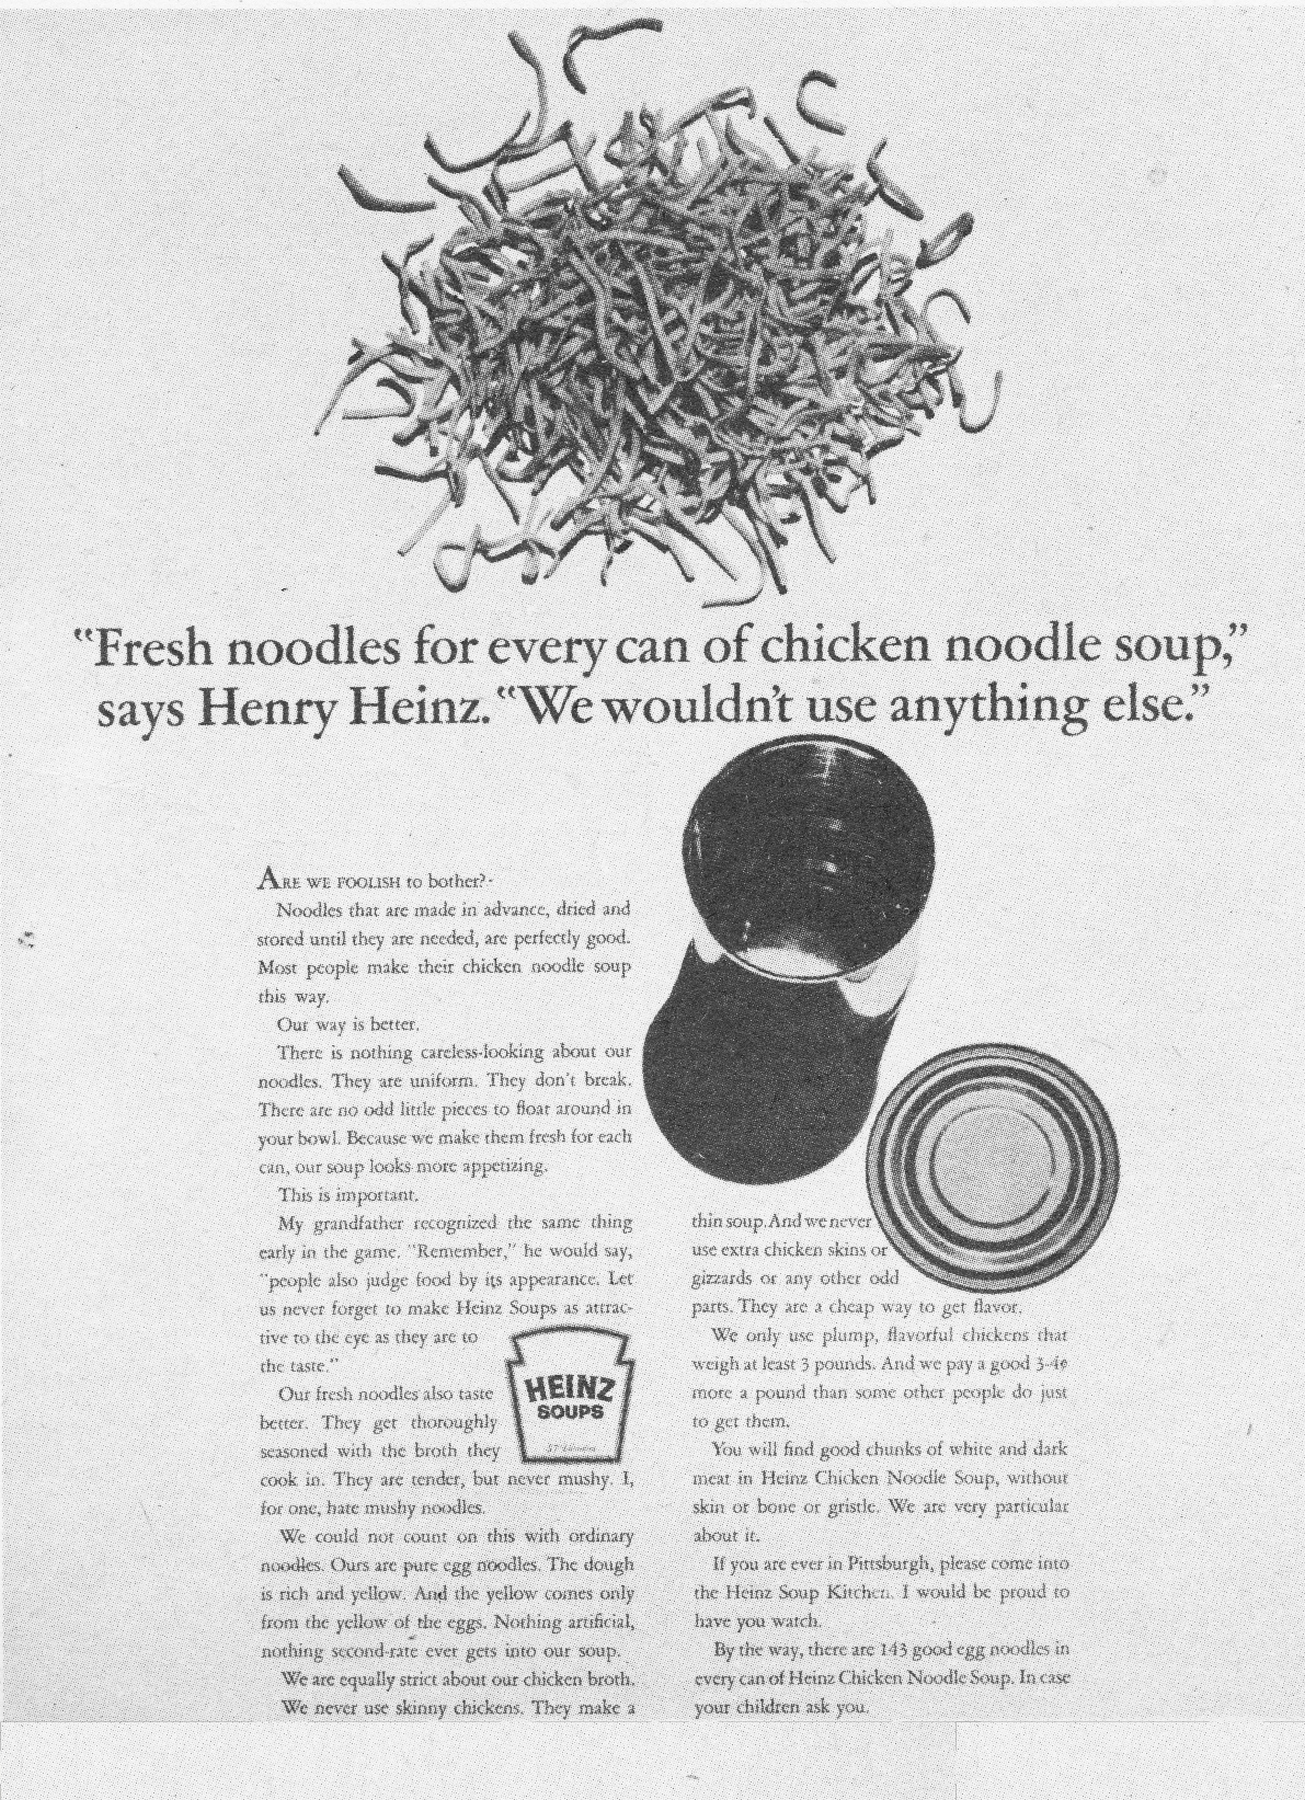 “Fresh noodles for every can of chicken noodle soup,”
says Henry Heinz. “We wouldn't use anything else.”
ARE WE FOOLISH to bother?
Noodles that are made in advance, dried and
stored until they are needed, are perfectly good.
Most people make their chicken noodle soup
this way.
Our way is better.
There is nothing careless-looking about our
noodles. They are uniform. They don't break.
There are no odd little pieces to float around in
your bowl. Because we make them fresh for each
can, our soup looks more appetizing.
This is important.
My grandfather recognized the same thing
early in the game. "Remember," he would say,
"people also judge food by its appearance. Let
us never forget to make Heinz Soups as attrac-
tive to the eye as they are to
the taste."
Our fresh noodles also taste
better. They get thoroughly
seasoned with the broth they
cook in. They are tender, but never mushy. I,
for one, hate mushy noodles.
We could not count on this with ordinary
noodles. Ours are pure egg noodles. The dough
is rich and yellow. And the yellow comes only
from the yellow of the eggs. Nothing artificial,
nothing second-rate ever gets into our soup.
We are equally strict about our chicken broth.
We never use skinny chickens. They make a
HEINZ
SOUPS
57
thin soup. And we never
use extra chicken skins or
gizzards or any other odd
parts. They are a cheap way to get flavor.
We only use plump, flavorful chickens that
weigh at least 3 pounds. And we pay a good 3-4¢
more a pound than some other people do just
to get them.
You will find good chunks of white and dark
meat in Heinz Chicken Noodle Soup, without
skin or bone or gristle. We are very particular
about it.
If you are ever in Pittsburgh, please come into
the Heinz Soup Kitchen. I would be proud to
have you watch.
By the way, there are 143 good egg noodles in
every can of Heinz Chicken Noodle Soup. In case
your children ask you.